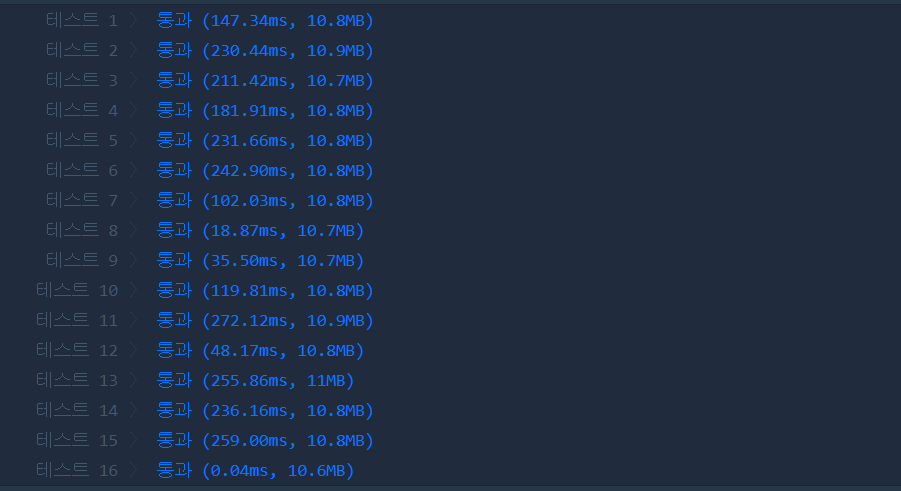 테스트 1 〉 통과 (147.34ms, 10.8MB)
테스트 2 〉 통과 (230.44ms, 10.9MB)
테스트 3 〉 통과 (211.42ms, 10.7MB)
테스트 4 〉 통과 (181.91ms, 10.8MB)
테스트 5 〉 통과 (231.66ms, 10.8MB)
테스트 6 〉 통과 (242.90ms, 10.8MB)
테스트 7 〉 통과 (102.03ms, 10.8MB)
테스트 8 〉 통과 (18.87ms, 10.7MB)
테스트 9 〉 통과 (35.50ms, 10.7MB)
테스트 10 〉 통과 (119.81ms, 10.8MB)
테스트 11 〉 통과 (272.12ms, 10.9MB)
테스트 12 〉 통과 (48.17ms, 10.8MB)
테스트 13 〉 통과 (255.86ms, 11MB)
테스트 14 〉 통과 (236.16ms, 10.8MB)
테스트 15 〉 통과 (259.00ms, 10.8MB)
테스트 16 〉 통과 (0.04ms, 10.6MB)